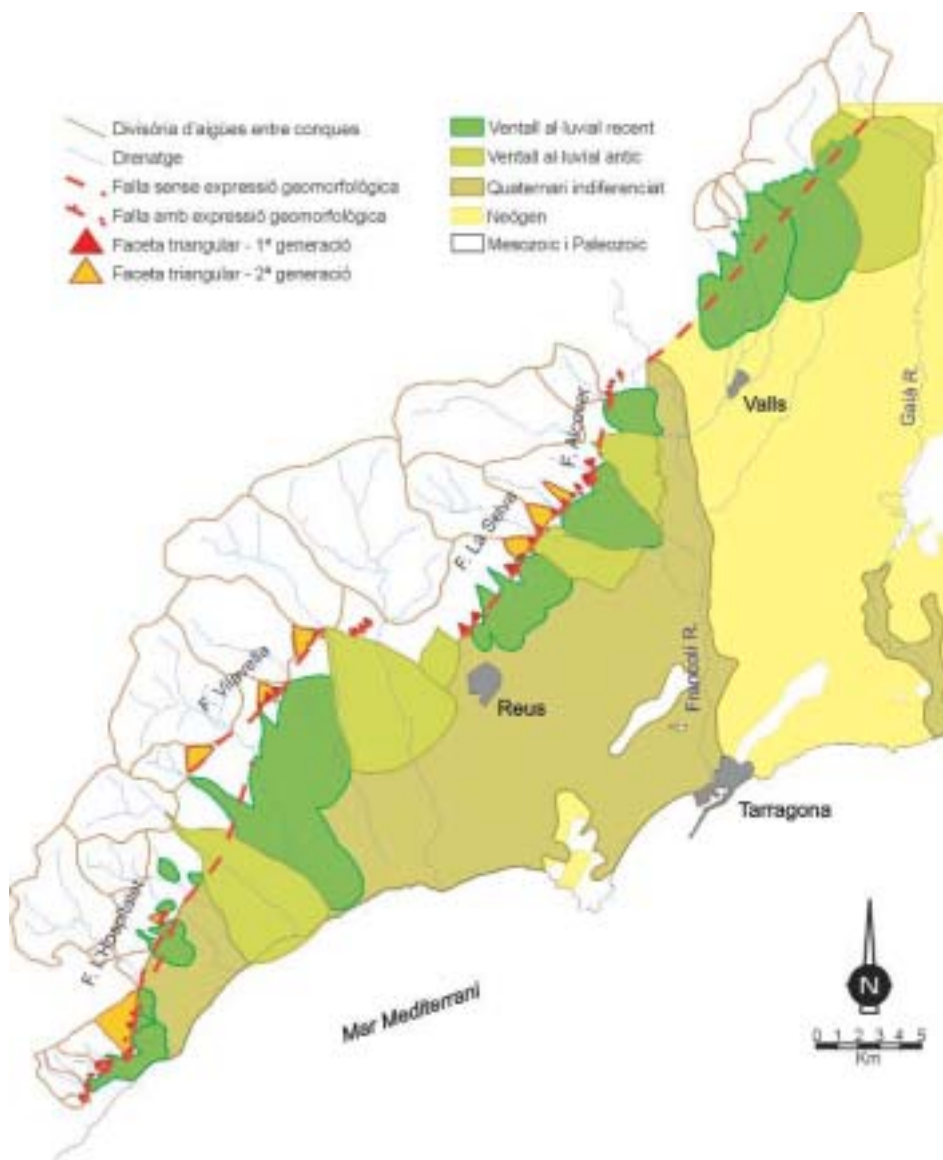 Divisòria d'aigües entre conques
Drenatge
Falla sense expressió geomorfològica
Falla amb expressió geomorfològica
Faceta triangular - 1ª generació
Faceta triangular - 2ª generació
Ventall al·luvial recent
Ventall al·luvial antic
Quaternari indiferenciat
Neògen
Mesozoic i Paleozoic
Valls
Gaià R.
F. Alcover
F. La Selva
F. Vilavella
Francolí R.
Reus
Tarragona
F. L'Hospitalet
Mar Mediterrani
N
0 1 2 3 4 5
Km